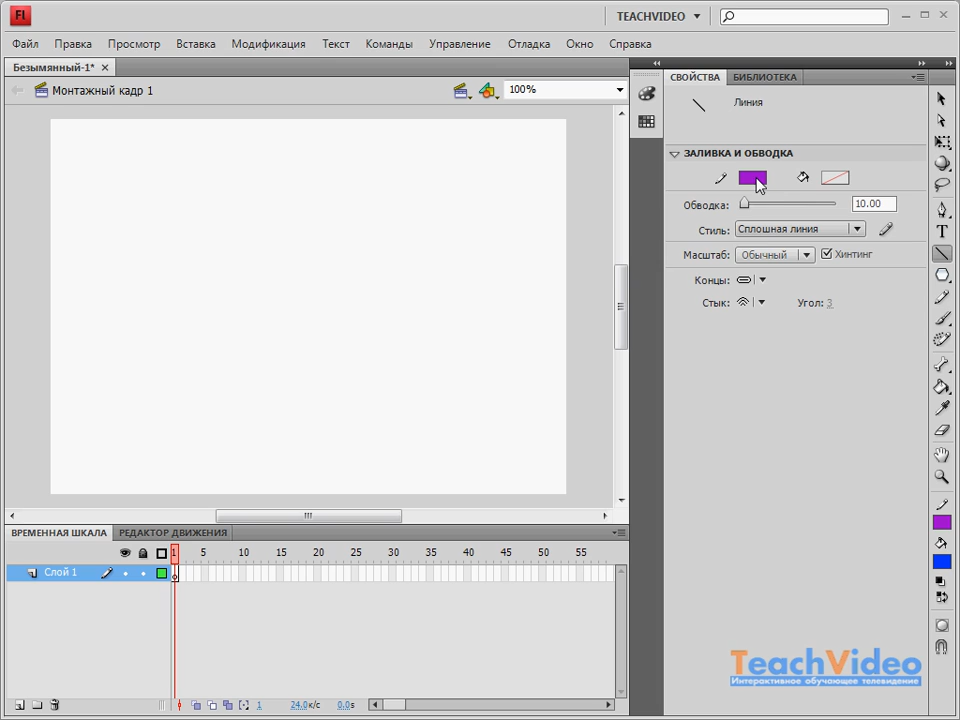 Fl
TEACHVIDEO
Файл Правка Просмотр Вставка Модификация Текст Команды Управление Отладка Окно Справка
Безымянный-1*
Монтажный кадр 1
100%
СВОЙСТВА БИБЛИОТЕКА
Линия
ЗАЛИВКА И ОБВОДКА
Обводка: 10.00
Стиль: Сплошная линия
Масштаб: Обычный Хинтинг
Концы:
Стык: Угол: 3
ВРЕМЕННАЯ ШКАЛА РЕДАКТОР ДВИЖЕНИЯ
1 5 10 15 20 25 30 35 40 45 50 55
Слой 1
1 24.0к/с 0.0s
TeachVideo
Интерактивное обучающее телевидение